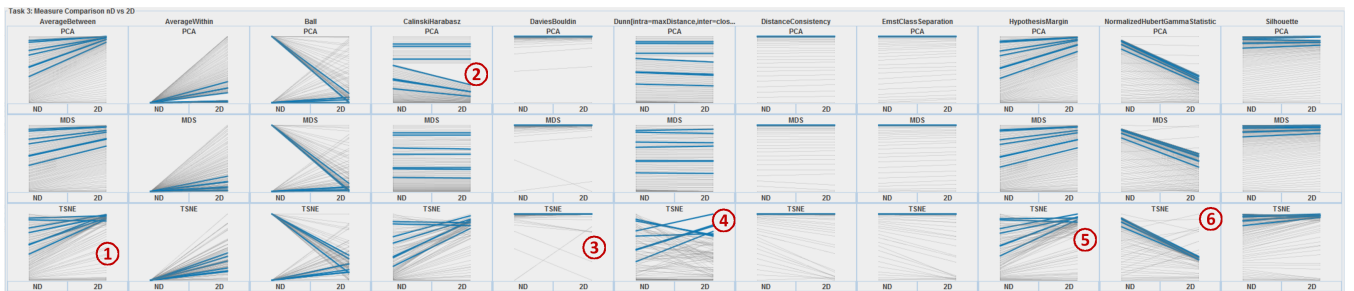 Task 3: Measure Comparison nD vs 2D
AverageBetween AverageWithin Ball CalinskiHarabasz DaviesBouldin Dunn[intra=maxDistance,inter=clos... DistanceConsistency ErnstClassSeparation HypothesisMargin NormalizedHubertGammaStatistic Silhouette
PCA PCA PCA PCA PCA PCA PCA PCA PCA PCA PCA
2
ND 2D ND 2D ND 2D ND 2D ND 2D ND 2D ND 2D ND 2D ND 2D ND 2D ND 2D
MDS MDS MDS MDS MDS MDS MDS MDS MDS MDS MDS
ND 2D ND 2D ND 2D ND 2D ND 2D ND 2D ND 2D ND 2D ND 2D ND 2D ND 2D
TSNE TSNE TSNE TSNE TSNE TSNE TSNE TSNE TSNE TSNE TSNE
1 3 4 5 6
ND 2D ND 2D ND 2D ND 2D ND 2D ND 2D ND 2D ND 2D ND 2D ND 2D ND 2D